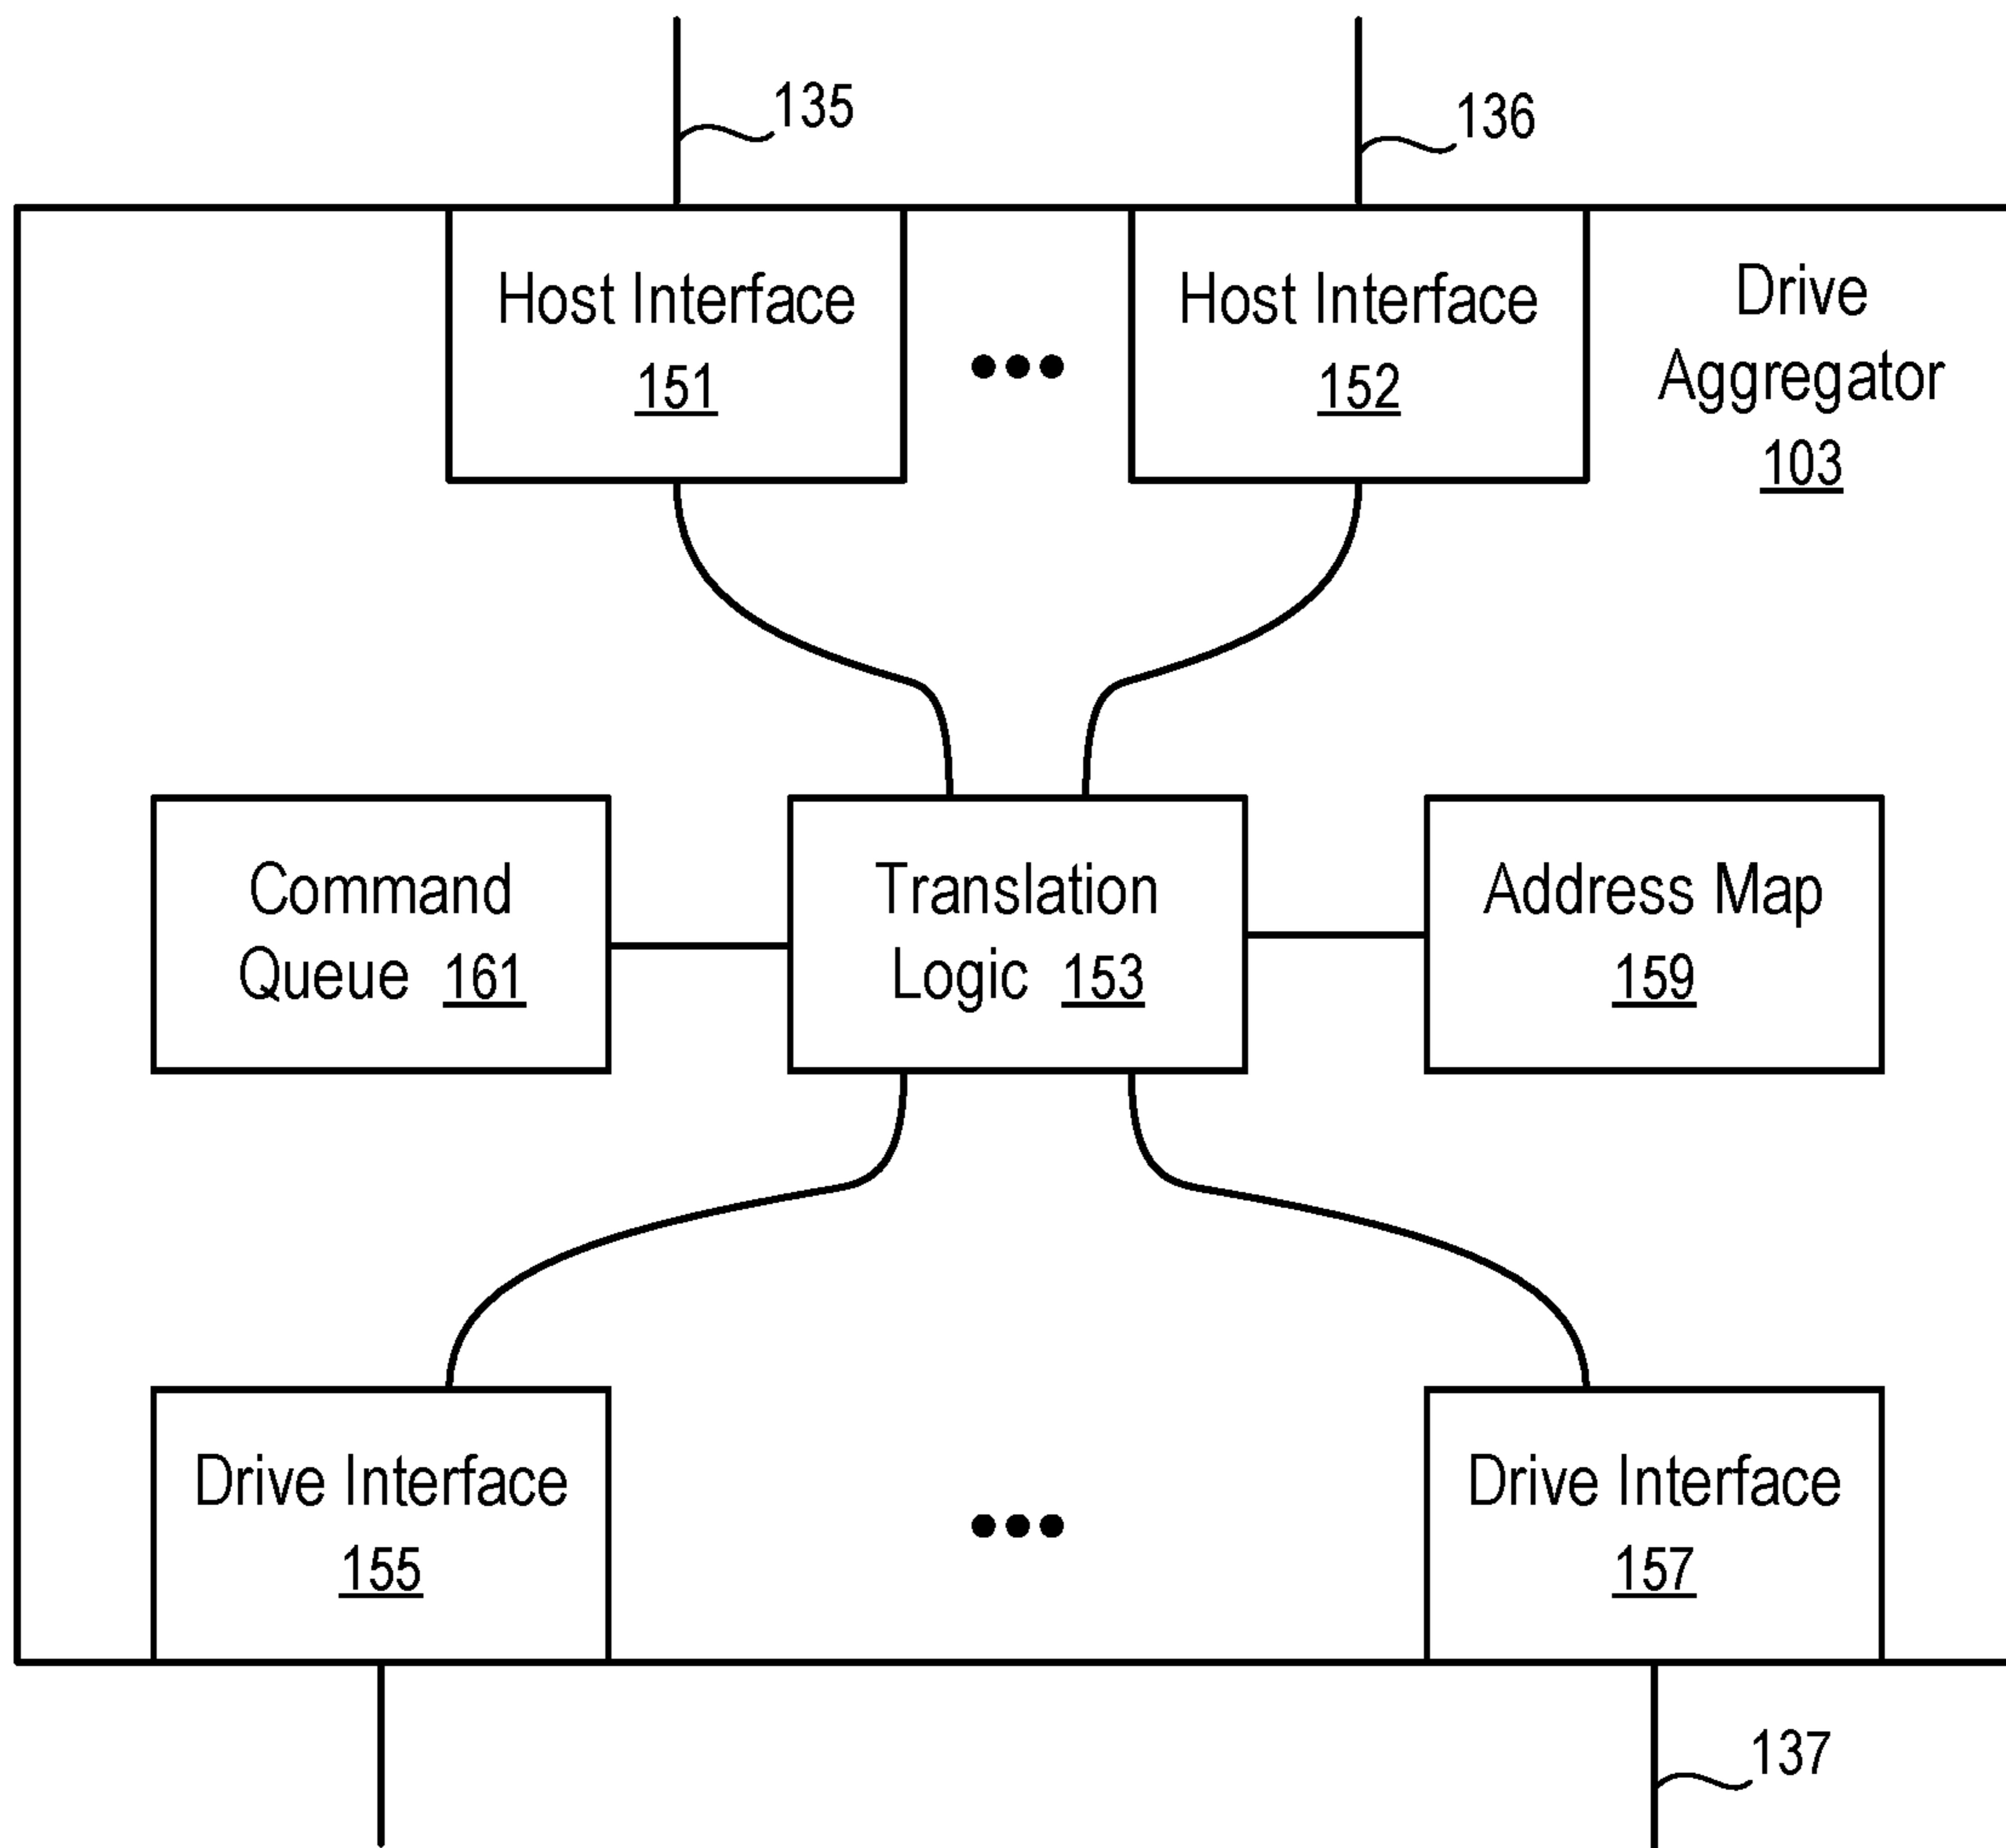 135
136
Host Interface
151
Host Interface
152
Drive
Aggregator
103
Command
Queue 161
Translation
Logic 153
Address Map
159
Drive Interface
155
Drive Interface
157
137